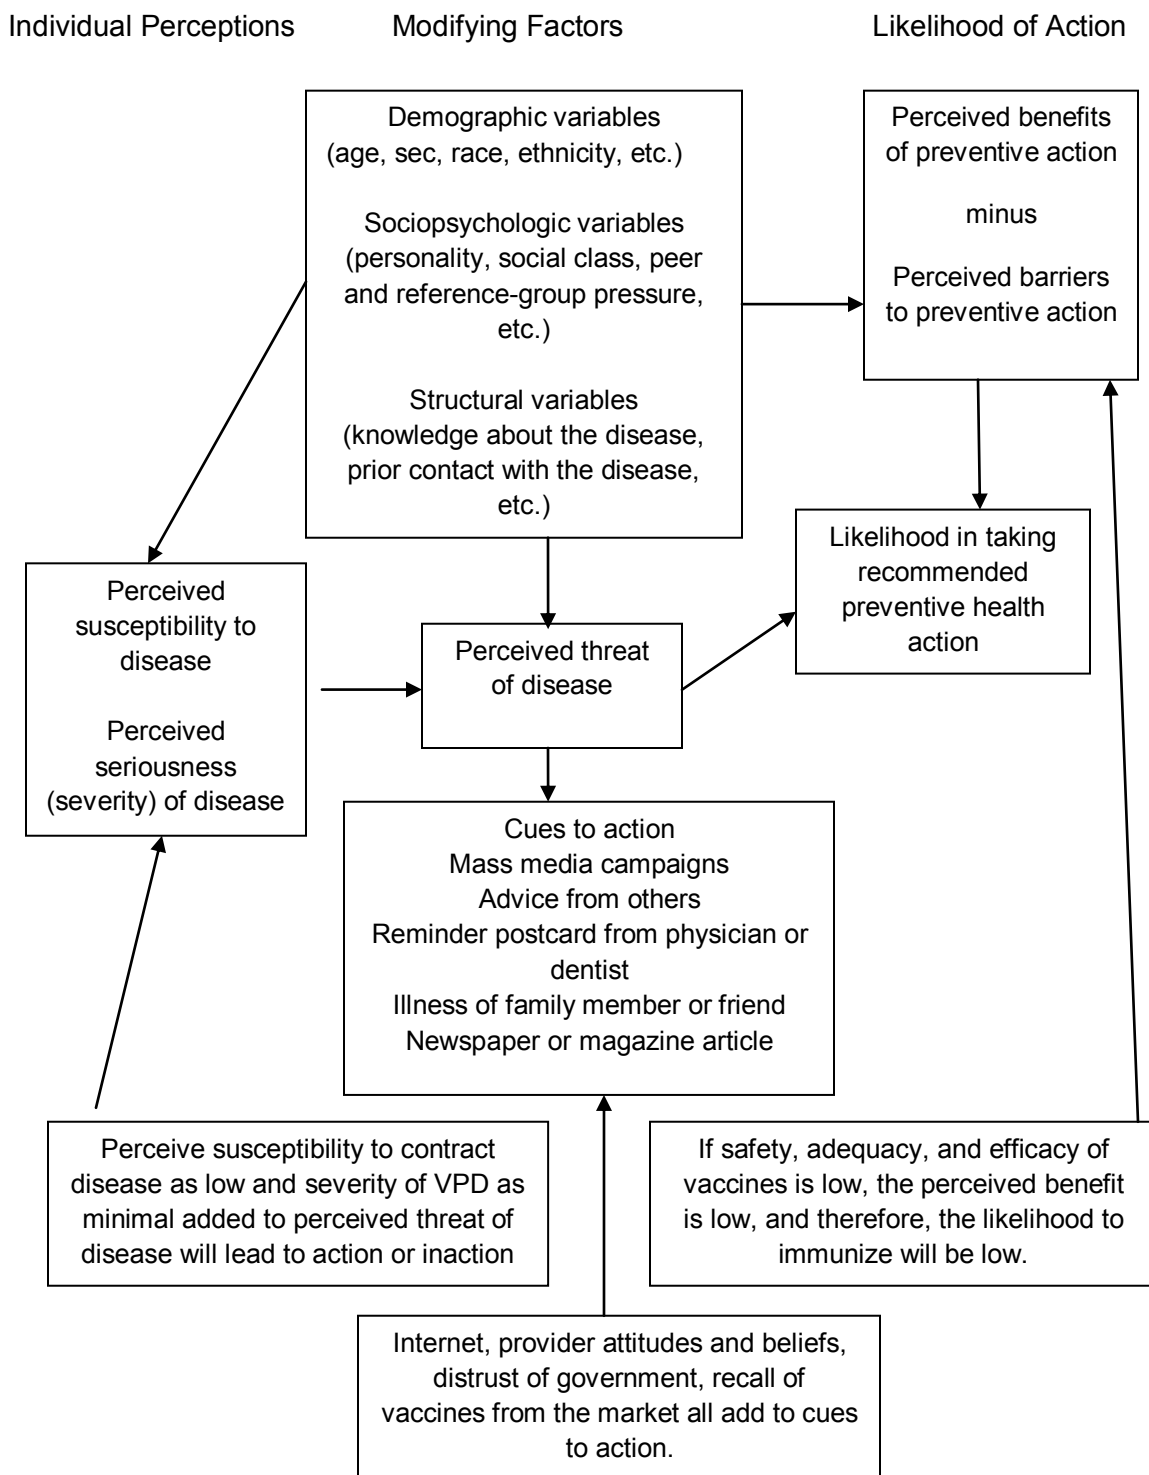 Individual Perceptions
Modifying Factors
Likelihood of Action
Demographic variables
(age, sec, race, ethnicity, etc.)
Sociopsychologic variables
(personality, social class, peer
and reference-group pressure,
etc.)
Structural variables
(knowledge about the disease,
prior contact with the disease,
etc.)
Perceived benefits
of preventive action
minus
Perceived barriers
to preventive action
Perceived
susceptibility to
disease
Perceived
seriousness
(severity) of disease
Perceived threat
of disease
Likelihood in taking
recommended
preventive health
action
Cues to action
Mass media campaigns
Advice from others
Reminder postcard from physician or
dentist
Illness of family member or friend
Newspaper or magazine article
Perceive susceptibility to contract
disease as low and severity of VPD as
minimal added to perceived threat of
disease will lead to action or inaction
If safety, adequacy, and efficacy of
vaccines is low, the perceived benefit
is low, and therefore, the likelihood to
immunize will be low.
Internet, provider attitudes and beliefs,
distrust of government, recall of
vaccines from the market all add to cues
to action.